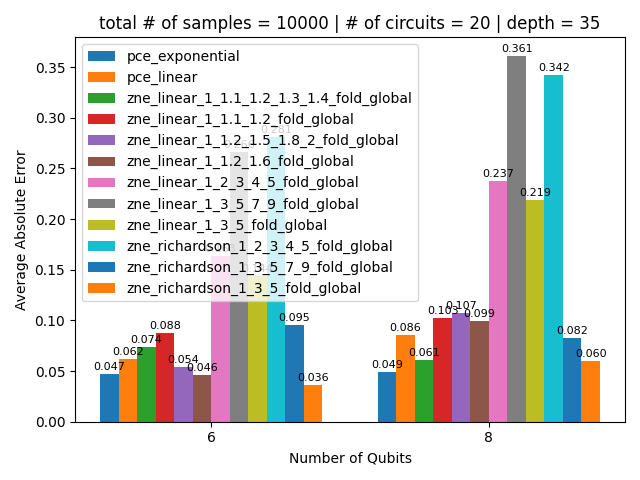 total # of samples = 10000 | # of circuits = 20 | depth = 35
Average Absolute Error
0.35
0.30
0.25
0.20
0.15
0.10
0.05
0.00
pce_exponential
pce_linear
zne_linear_1_1.1_1.2_1.3_1.4_fold_global
zne_linear_1_1.1_1.2_fold_global
zne_linear_1_1.2_1.5_1.8_2_fold_global
zne_linear_1_1.2_1.6_fold_global
zne_linear_1_2_3_4_5_fold_global
zne_linear_1_3_5_7_9_fold_global
zne_linear_1_3_5_fold_global
zne_richardson_1_2_3_4_5_fold_global
zne_richardson_1_3_5_7_9_fold_global
zne_richardson_1_3_5_fold_global
0.047
0.062
0.074
0.088
0.054
0.046
0.281
0.095
0.036
0.049
0.086
0.061
0.103
0.107
0.099
0.237
0.361
0.219
0.342
0.082
0.060
6
8
Number of Qubits